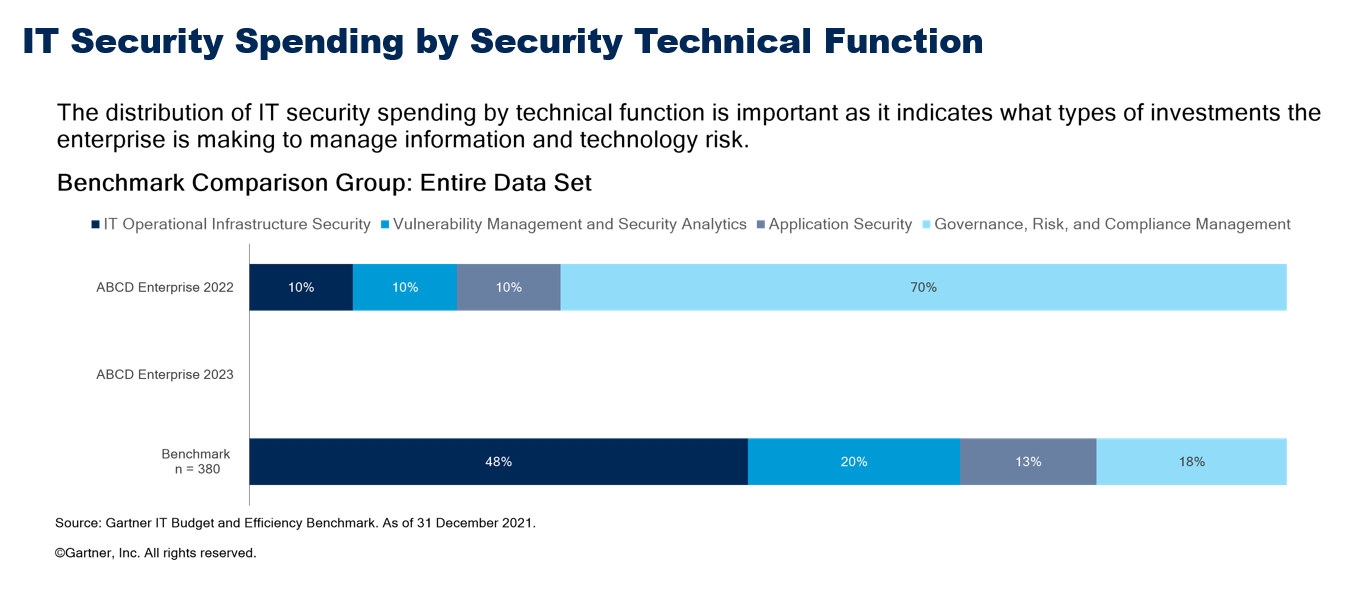 IT Security Spending by Security Technical Function
The distribution of IT security spending by technical function is important as it indicates what types of investments the
enterprise is making to manage information and technology risk.
Benchmark Comparison Group: Entire Data Set
IT Operational Infrastructure Security Vulnerability Management and Security Analytics Application Security Governance, Risk, and Compliance Management
ABCD Enterprise 2022 10% 10% 10% 70%
ABCD Enterprise 2023
Benchmark
n = 380
48% 20% 13% 18%
Source: Gartner IT Budget and Efficiency Benchmark. As of 31 December 2021.
©Gartner, Inc. All rights reserved.